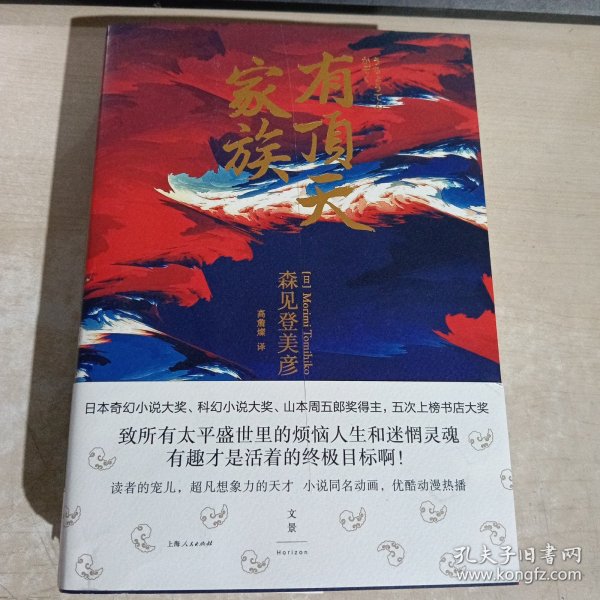 有頂天
家族
[日] Morimi Tomihiko
森见登美彦
高詹燦 译
日本奇幻小说大奖、科幻小说大奖、山本周五郎奖得主，五次上榜书店大奖
致所有太平盛世里的烦恼人生和迷惘灵魂
有趣才是活着的终极目标啊！
读者的宠儿，超凡想象力的天才 小说同名动画，优酷动漫热播
文景
Horizon
上海人民出版社
孔夫子旧书网
www.kongfz.com